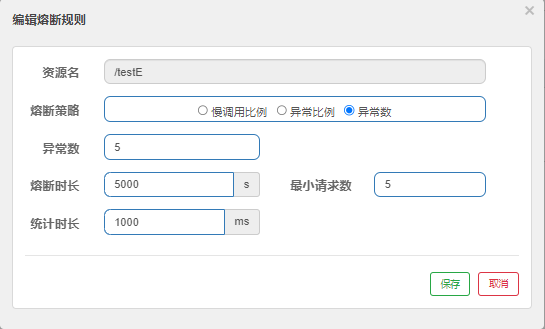 编辑熔断规则 ×
资源名 /testE
熔断策略 慢调用比例 异常比例 异常数
异常数 5
熔断时长 5000 s 最小请求数 5
统计时长 1000 ms
保存 取消